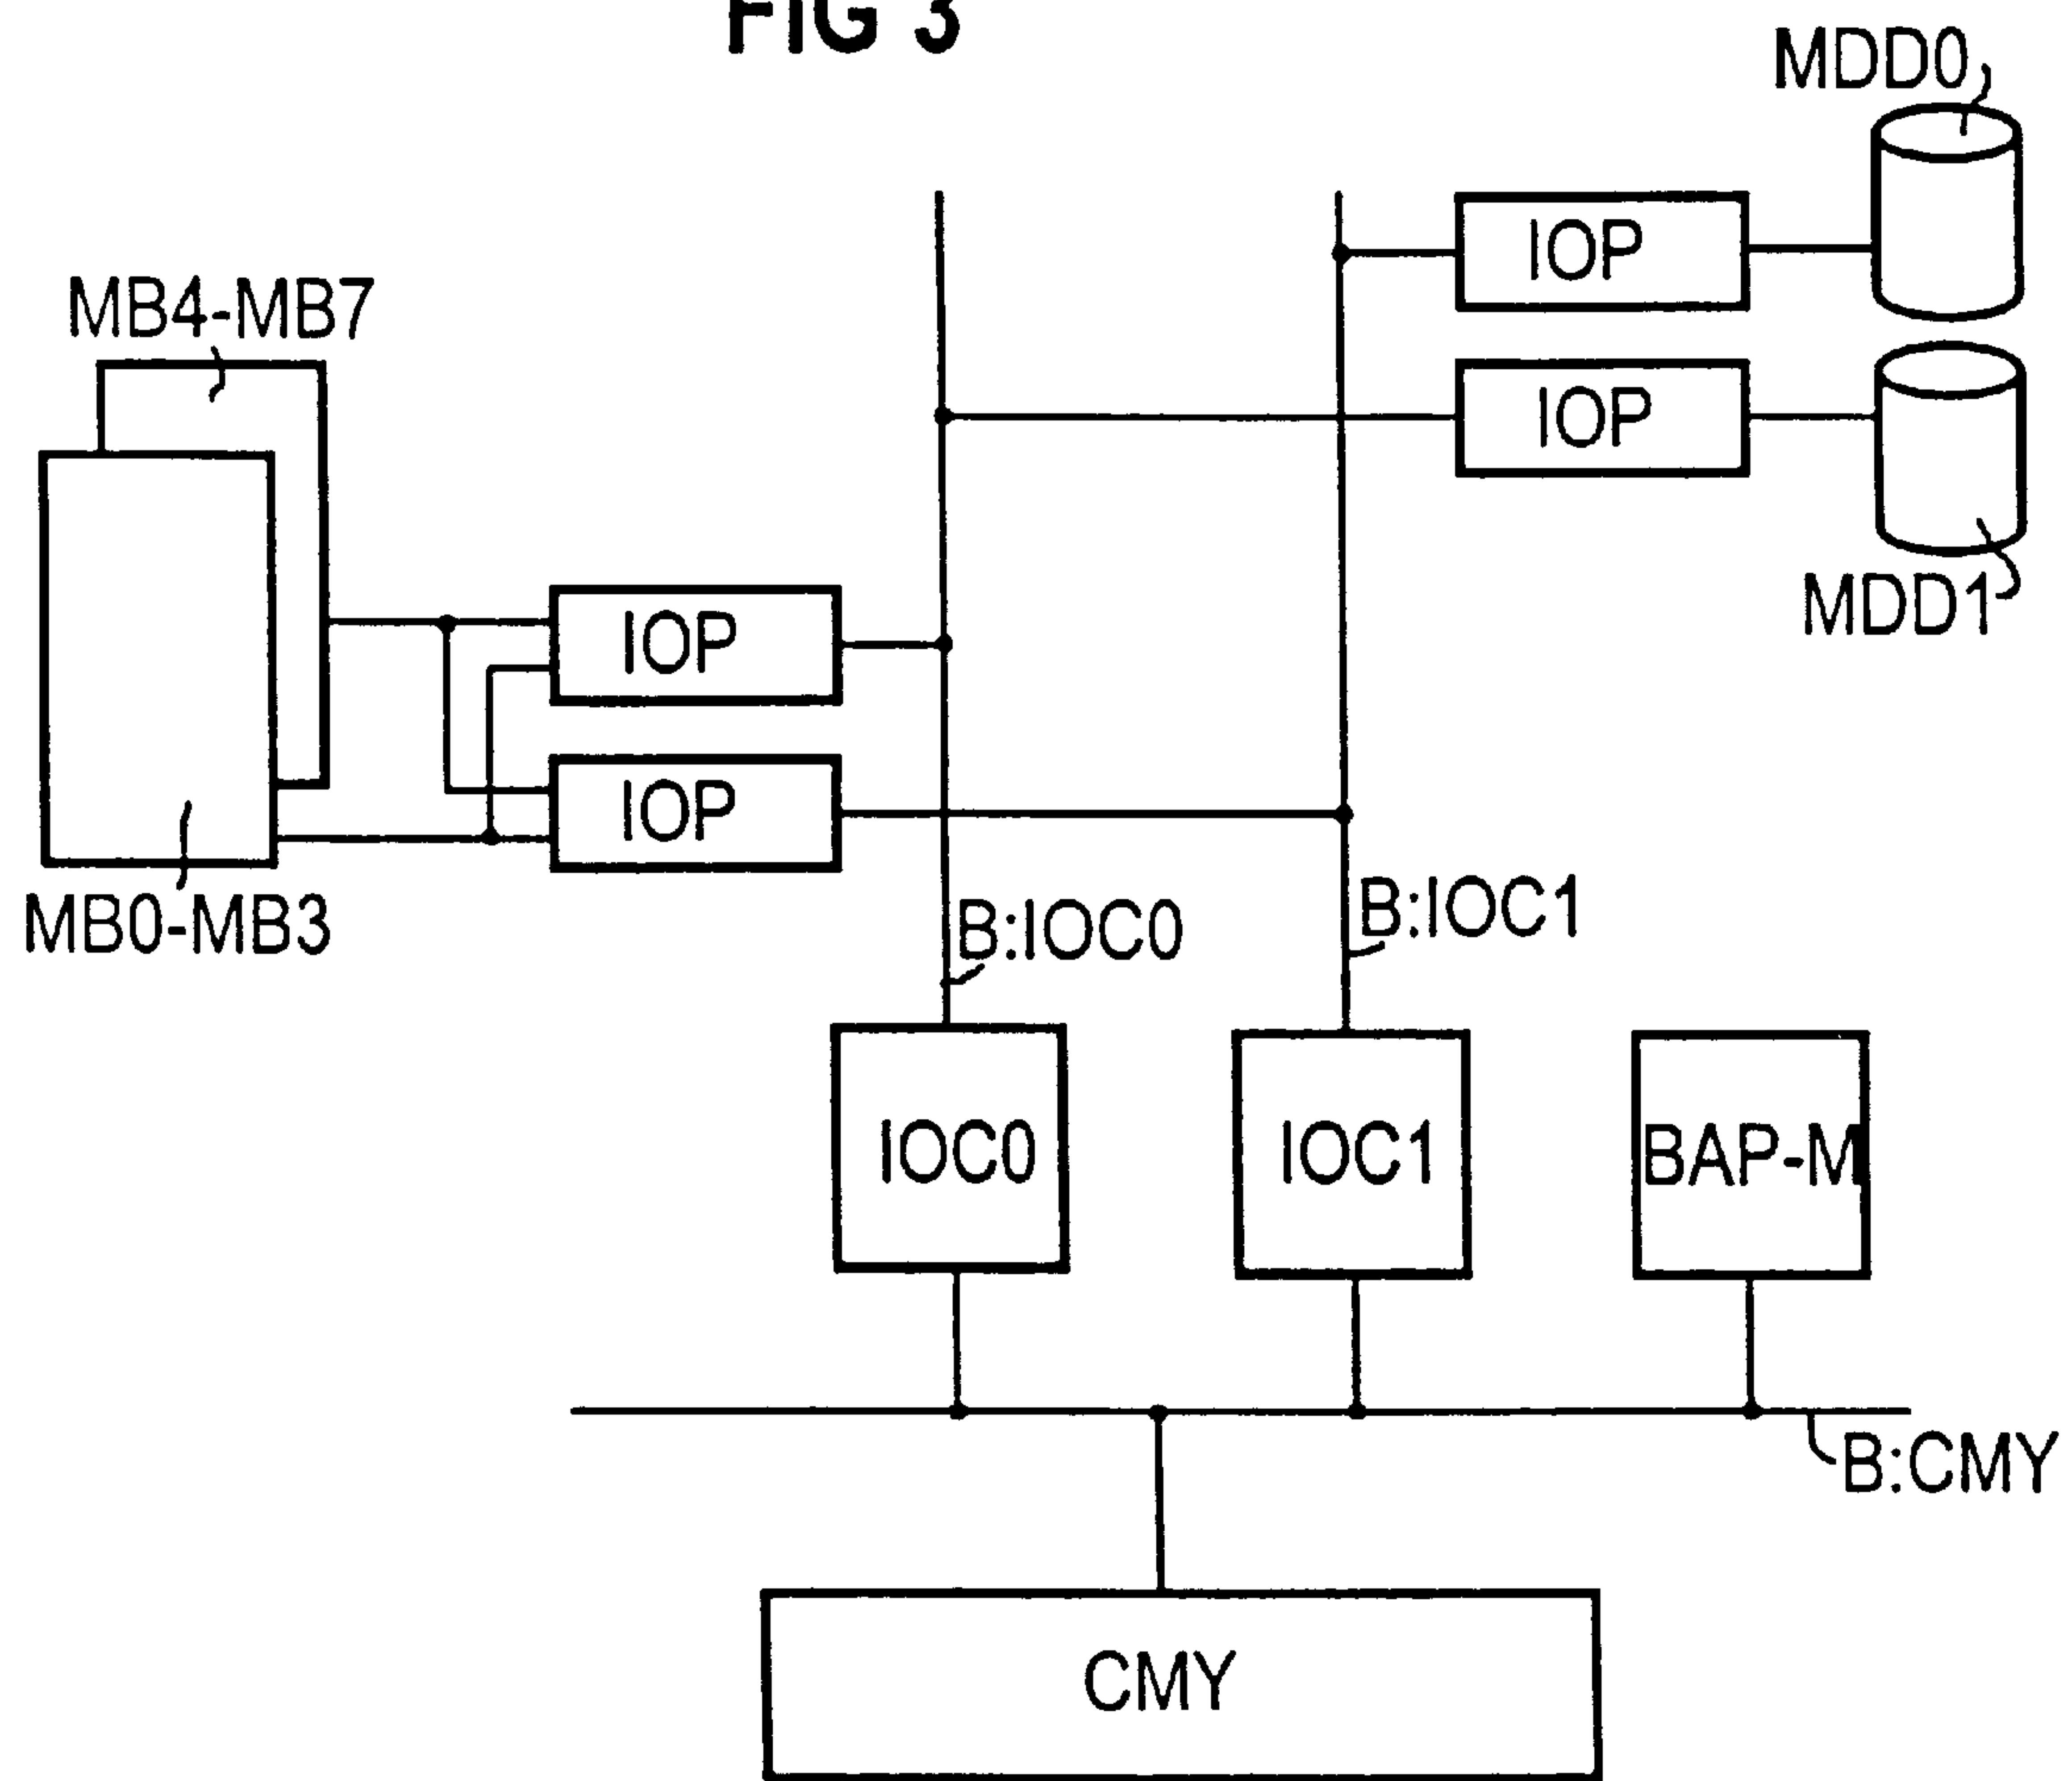 FIG 3
MDD0
IOP
MB4-MB7
IOP
MDD1
IOP
IOP
MB0-MB3
B:IOC0
B:IOC1
IOC0
IOC1
BAP-M
B:CMY
CMY